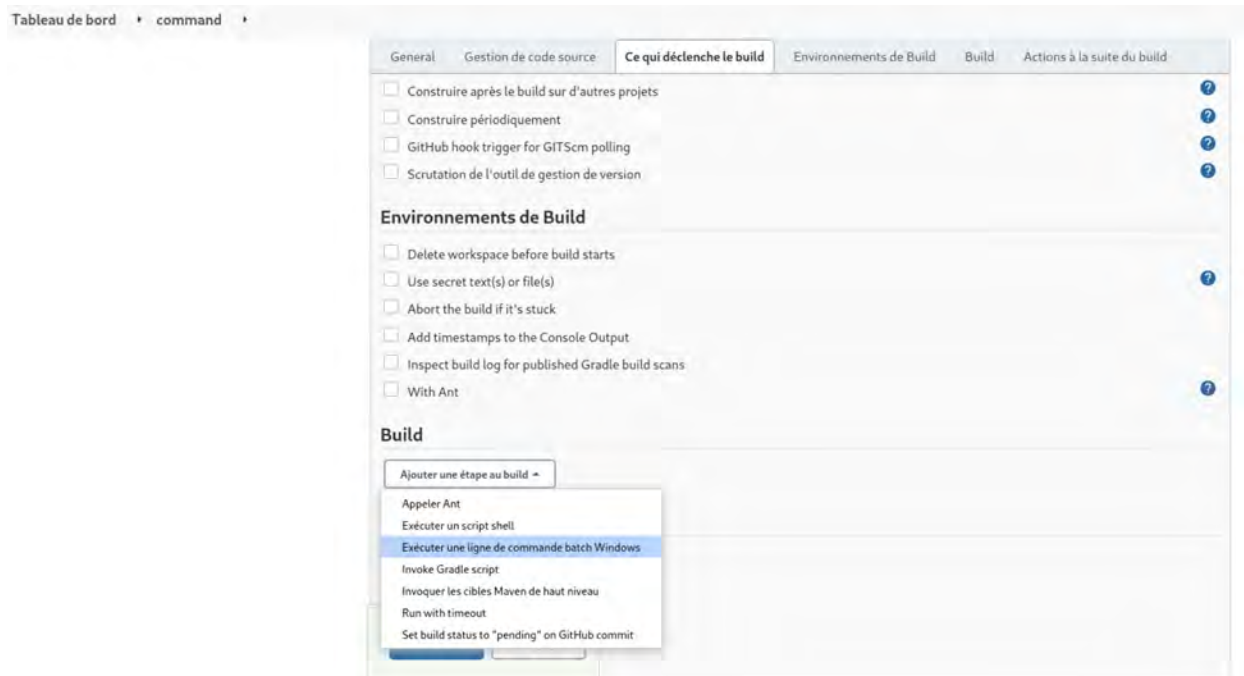 Tableau de bord command
General Gestion de code source Ce qui déclenche le build Environnements de Build Build Actions à la suite du build
Construire après le build sur d'autres projets
Construire périodiquement
GitHub hook trigger for GITScm polling
Scrutation de l'outil de gestion de version
Environnements de Build
Delete workspace before build starts
Use secret text(s) or file(s)
Abort the build if it's stuck
Add timestamps to the Console Output
Inspect build log for published Gradle build scans
With Ant
Build
Ajouter une étape au build
Appeler Ant
Exécuter un script shell
Exécuter une ligne de commande batch Windows
Invoke Gradle script
Invoquer les cibles Maven de haut niveau
Run with timeout
Set build status to "pending" on GitHub commit